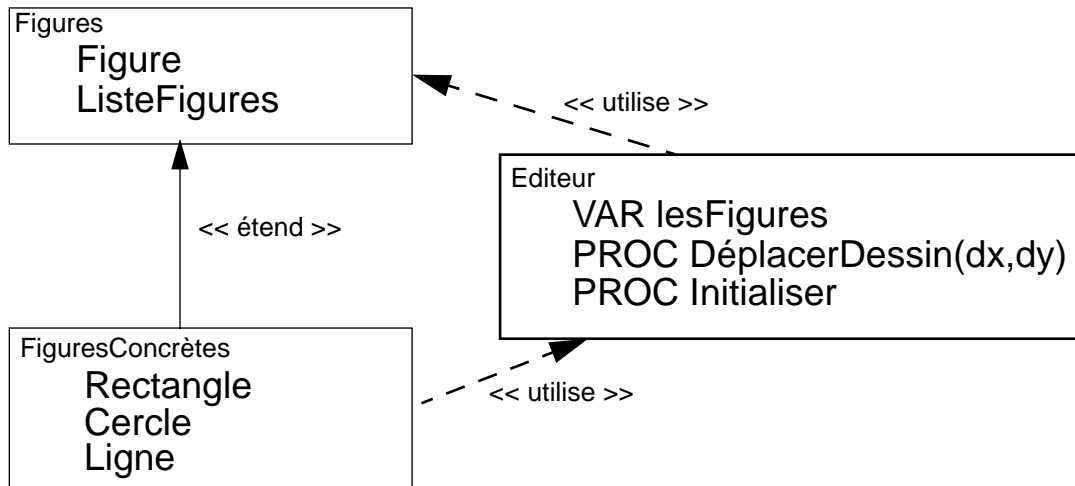 Figures
Figure
ListeFigures
<< utilise >>
Editeur
VAR lesFigures
PROC DéplacerDessin(dx,dy)
PROC Initialiser
<< étend >>
FiguresConcrètes
Rectangle
Cercle
Ligne
<< utilise >>